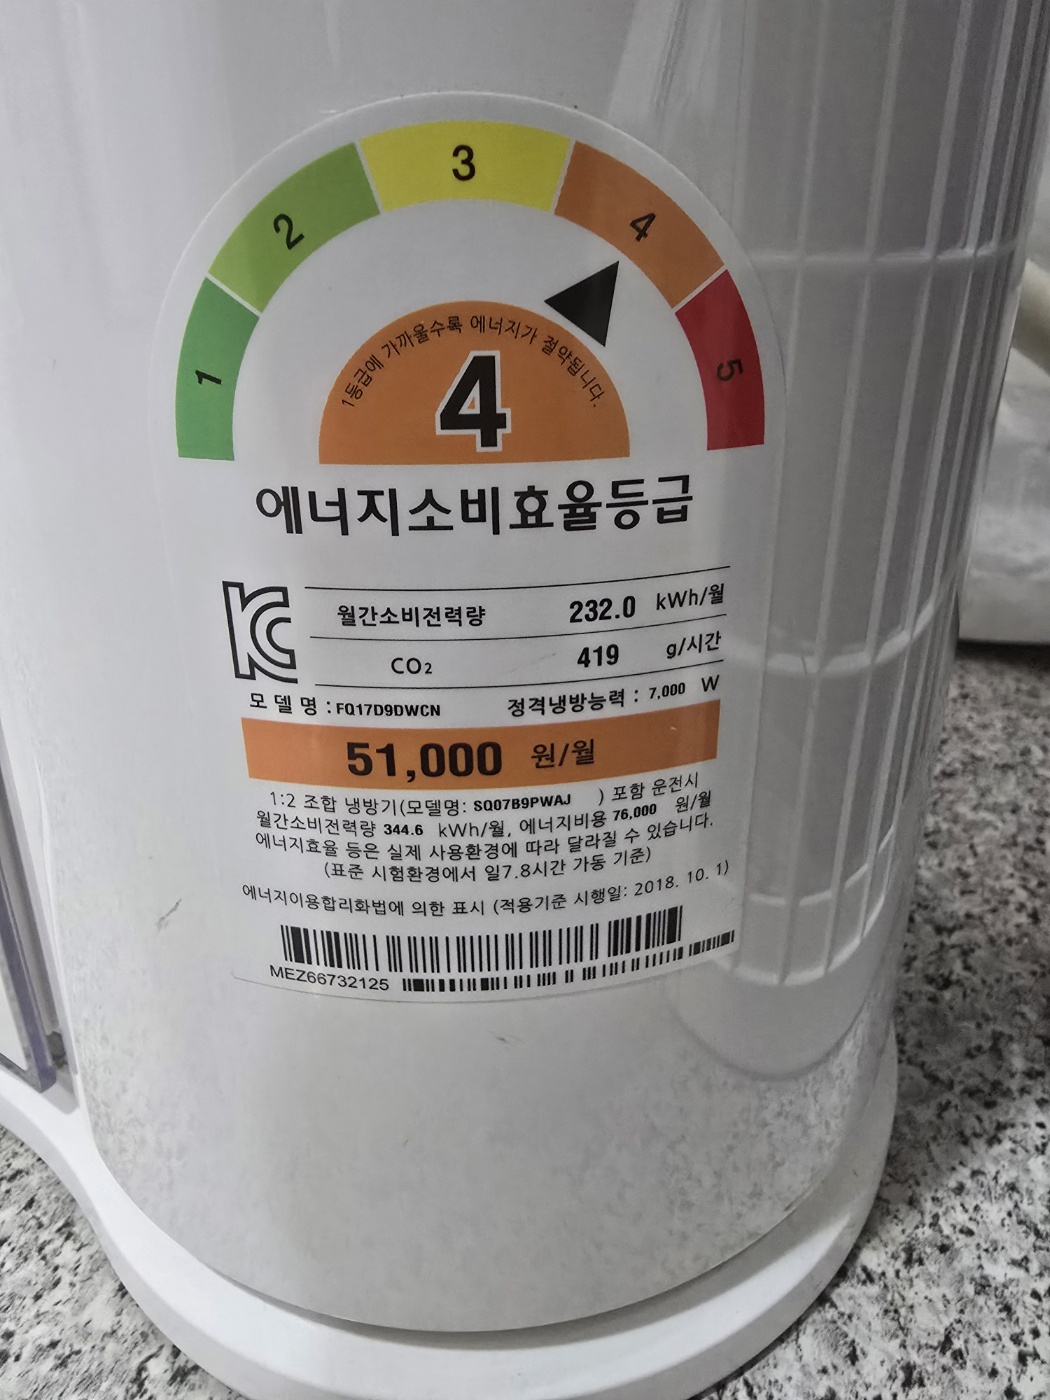 1
2
3
4
5
1등급에 가까울수록 에너지가 절약됩니다.
4
에너지소비효율등급
KC
월간소비전력량 232.0 kWh/월
CO₂ 419 g/시간
모 델 명 : FQ17D9DWCN 정격냉방능력 : 7,000 W
51,000 원/월
1:2 조합 냉방기(모델명: SQ07B9PWAJ ) 포함 운전시
월간소비전력량 344.6 kWh/월, 에너지비용 76,000 원/월
에너지효율 등은 실제 사용환경에 따라 달라질 수 있습니다.
(표준 시험환경에서 일7.8시간 가동 기준)
에너지이용합리화법에 의한 표시 (적용기준 시행일: 2018. 10. 1)
MEZ66732125